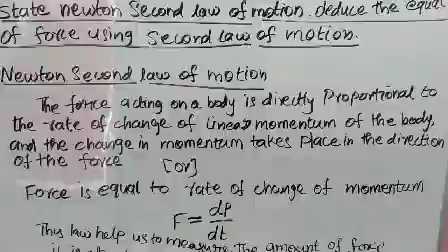 State newton Second law of motion. deduce the equal
of force using Second law of motion.
Newton Second law of motion
The force acting on a body is directly Proportional to
the rate of change of linear momentum of the body,
and the change in momentum takes Place in the direction
of the force
[or]
Force is equal to rate of change of momentum
F = dP/dt
This law help us to measure the amount of force